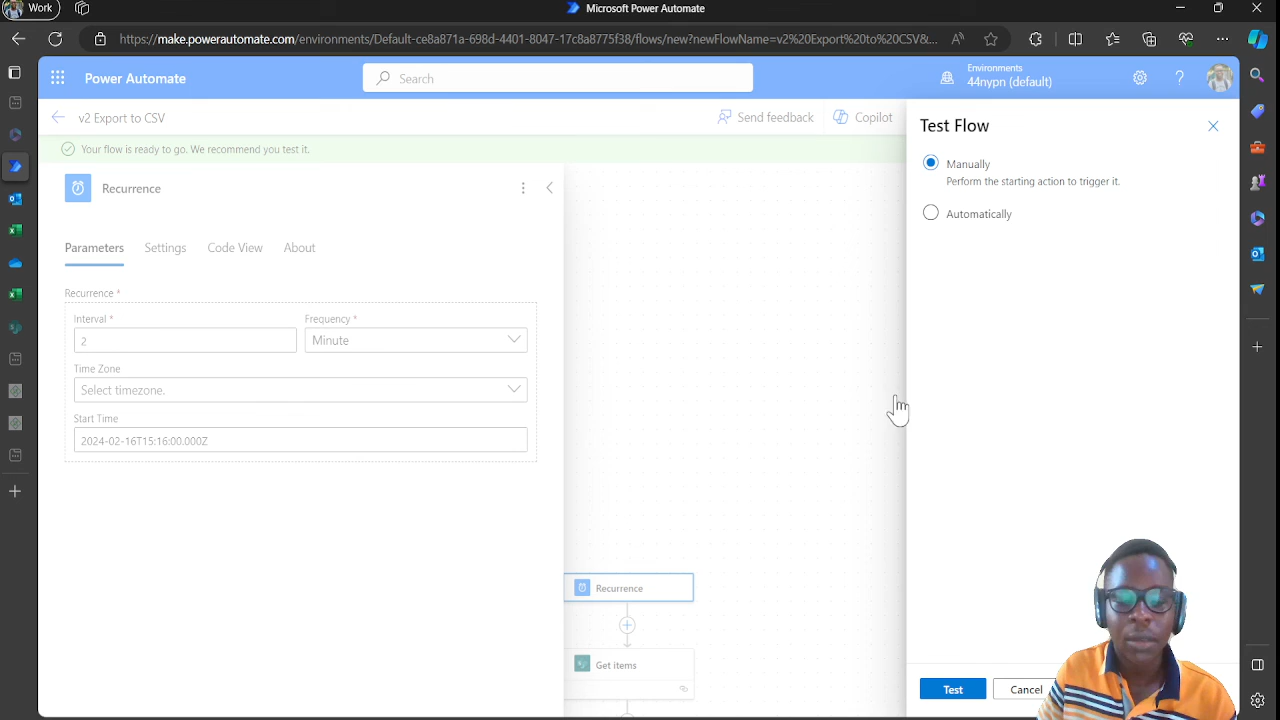 Work
Microsoft Power Automate
https://make.powerautomate.com/environments/Default-ce8a871a-698d-4401-8047-17c8a8775f38/flows/new?newFlowName=v2%20Export%20to%20CSV&...
Power Automate
Search
Environments
44nypn (default)
v2 Export to CSV
Send feedback
Copilot
Your flow is ready to go. We recommend you test it.
Recurrence
Parameters
Settings
Code View
About
Recurrence *
Interval *
Frequency *
2
Minute
Time Zone
Select timezone.
Start Time
2024-02-16T15:16:00.000Z
Recurrence
Get items
Test Flow
Manually
Perform the starting action to trigger it.
Automatically
Test
Cancel